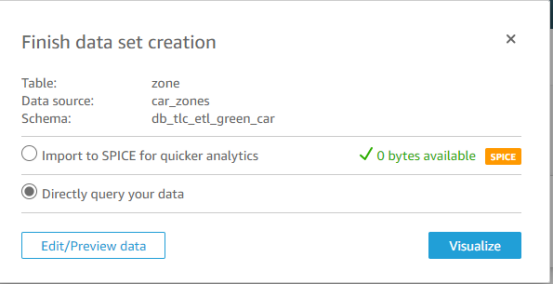 Finish data set creation
×
Table: zone
Data source: car_zones
Schema: db_tlc_etl_green_car
Import to SPICE for quicker analytics ✓ 0 bytes available SPICE
Directly query your data
Edit/Preview data Visualize